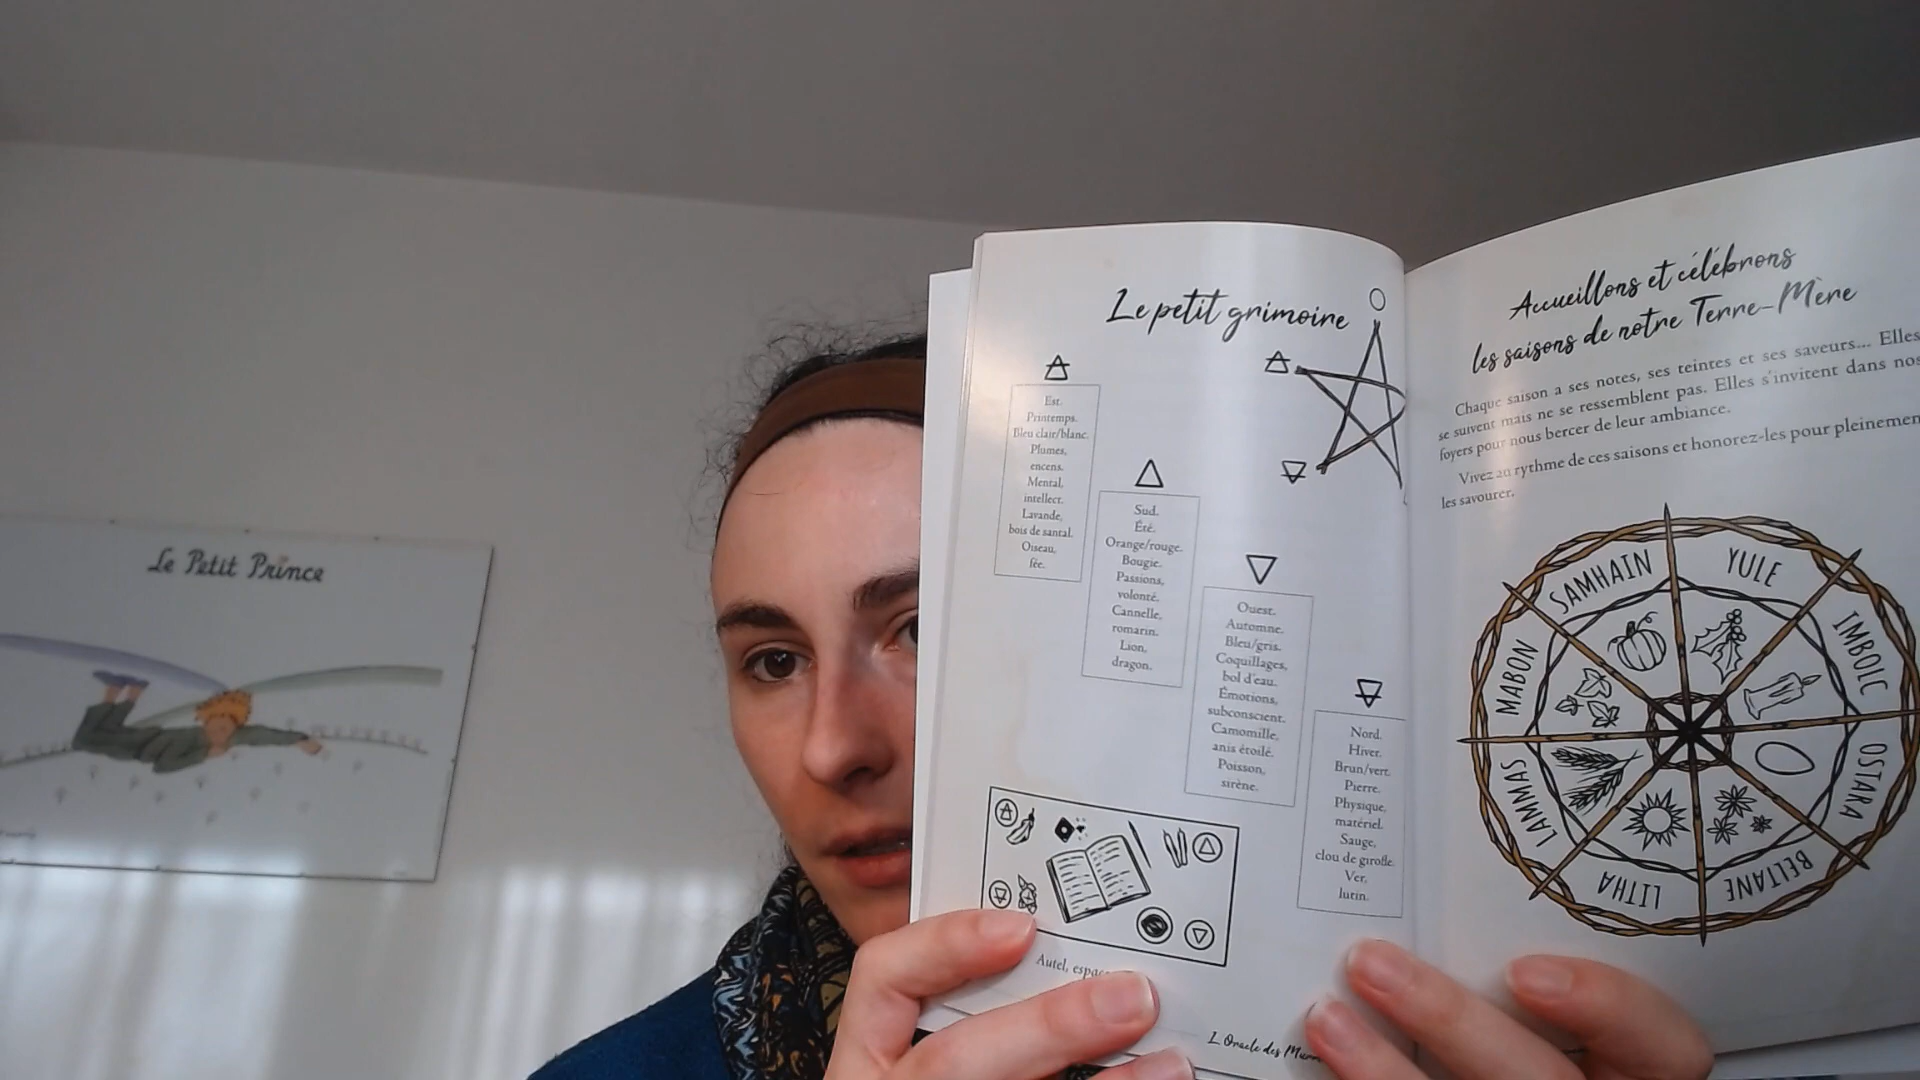 Le Petit Prince
Le petit grimoire
Est.
Printemps.
Bleu clair/blanc.
Plumes,
encens.
Mental,
intellect.
Lavande,
bois de santal.
Oiseau,
fée.
Sud.
Été.
Orange/rouge.
Bougie.
Passions,
volonté.
Cannelle,
romarin.
Lion,
dragon.
Ouest.
Automne.
Bleu/gris.
Coquillages,
bol d'eau.
Émotions,
subconscient.
Camomille,
anis étoilé.
Poisson,
sirène.
Nord.
Hiver.
Brun/vert.
Pierre.
Physique,
matériel.
Sauge,
clou de girofle.
Ver,
lutin.
Autel,
L'Oracle des
Accueillons et célébrons
les saisons de notre Terre-Mère
Chaque saison a ses notes, ses teintes et ses saveurs... Elles
se suivent mais ne se ressemblent pas. Elles s'invitent dans nos
foyers pour nous bercer de leur ambiance.
Vivez au rythme de ces saisons et honorez-les pour
les savourer.
SAMHAIN
YULE
IMBOLC
OSTARA
BELTANE
LITHA
LAMMAS
MABON